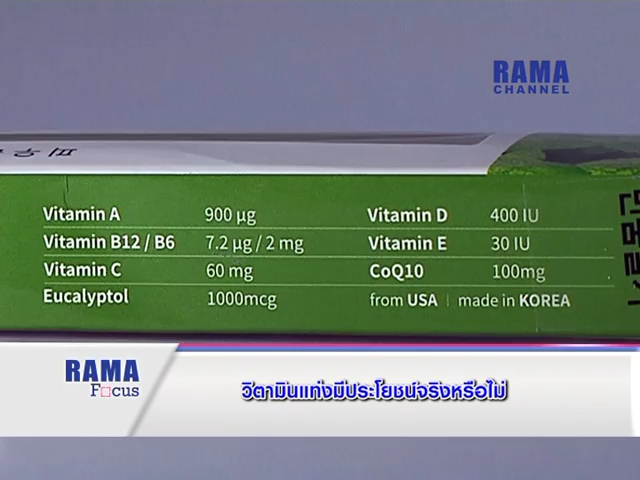 RAMA
CHANNEL
Vitamin A 900 µg Vitamin D 400 IU
Vitamin B12 / B6 7.2 µg / 2 mg Vitamin E 30 IU
Vitamin C 60 mg CoQ10 100mg
Eucalyptol 1000mcg from USA | made in KOREA
RAMA
Focus
วิตามินแท่งมีประโยชน์จริงหรือไม่